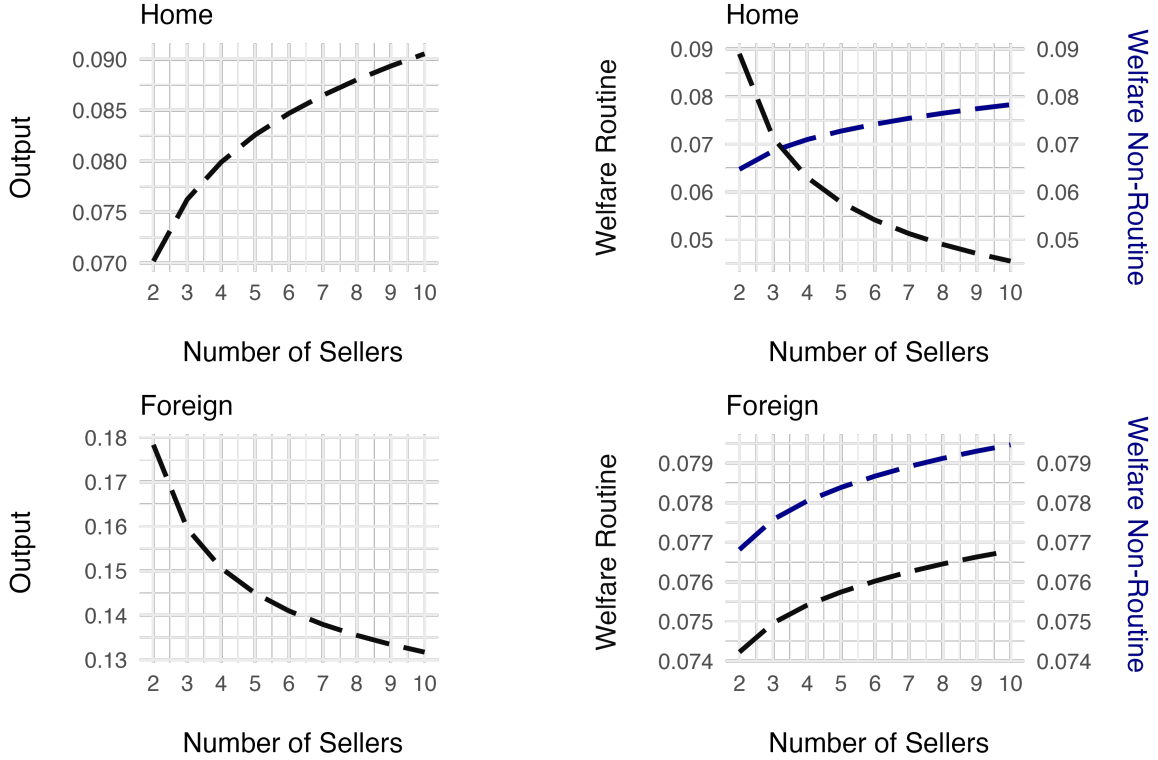 Home
Output
0.090
0.085
0.080
0.075
0.070
2 3 4 5 6 7 8 9 10
Number of Sellers
Home
Welfare Routine
0.09
0.08
0.07
0.06
0.05
0.09
0.08
0.07
0.06
0.05
Welfare Non-Routine
2 3 4 5 6 7 8 9 10
Number of Sellers
Foreign
Output
0.18
0.17
0.16
0.15
0.14
0.13
2 3 4 5 6 7 8 9 10
Number of Sellers
Foreign
Welfare Routine
0.079
0.078
0.077
0.076
0.075
0.074
0.079
0.078
0.077
0.076
0.075
0.074
Welfare Non-Routine
2 3 4 5 6 7 8 9 10
Number of Sellers